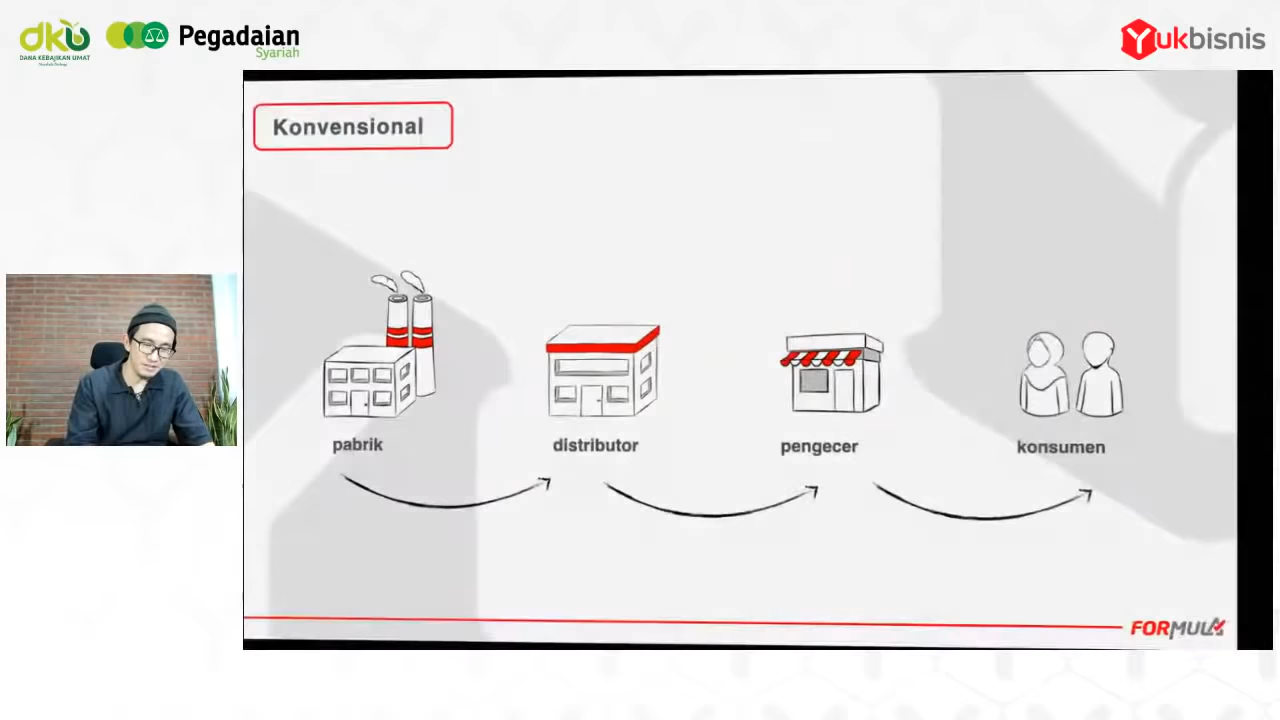 dku
DANA KEBAJIKAN UMAT
Pegadaian
Syariah
Yukbisnis
Konvensional
pabrik
distributor
pengecer
konsumen
FORMULA